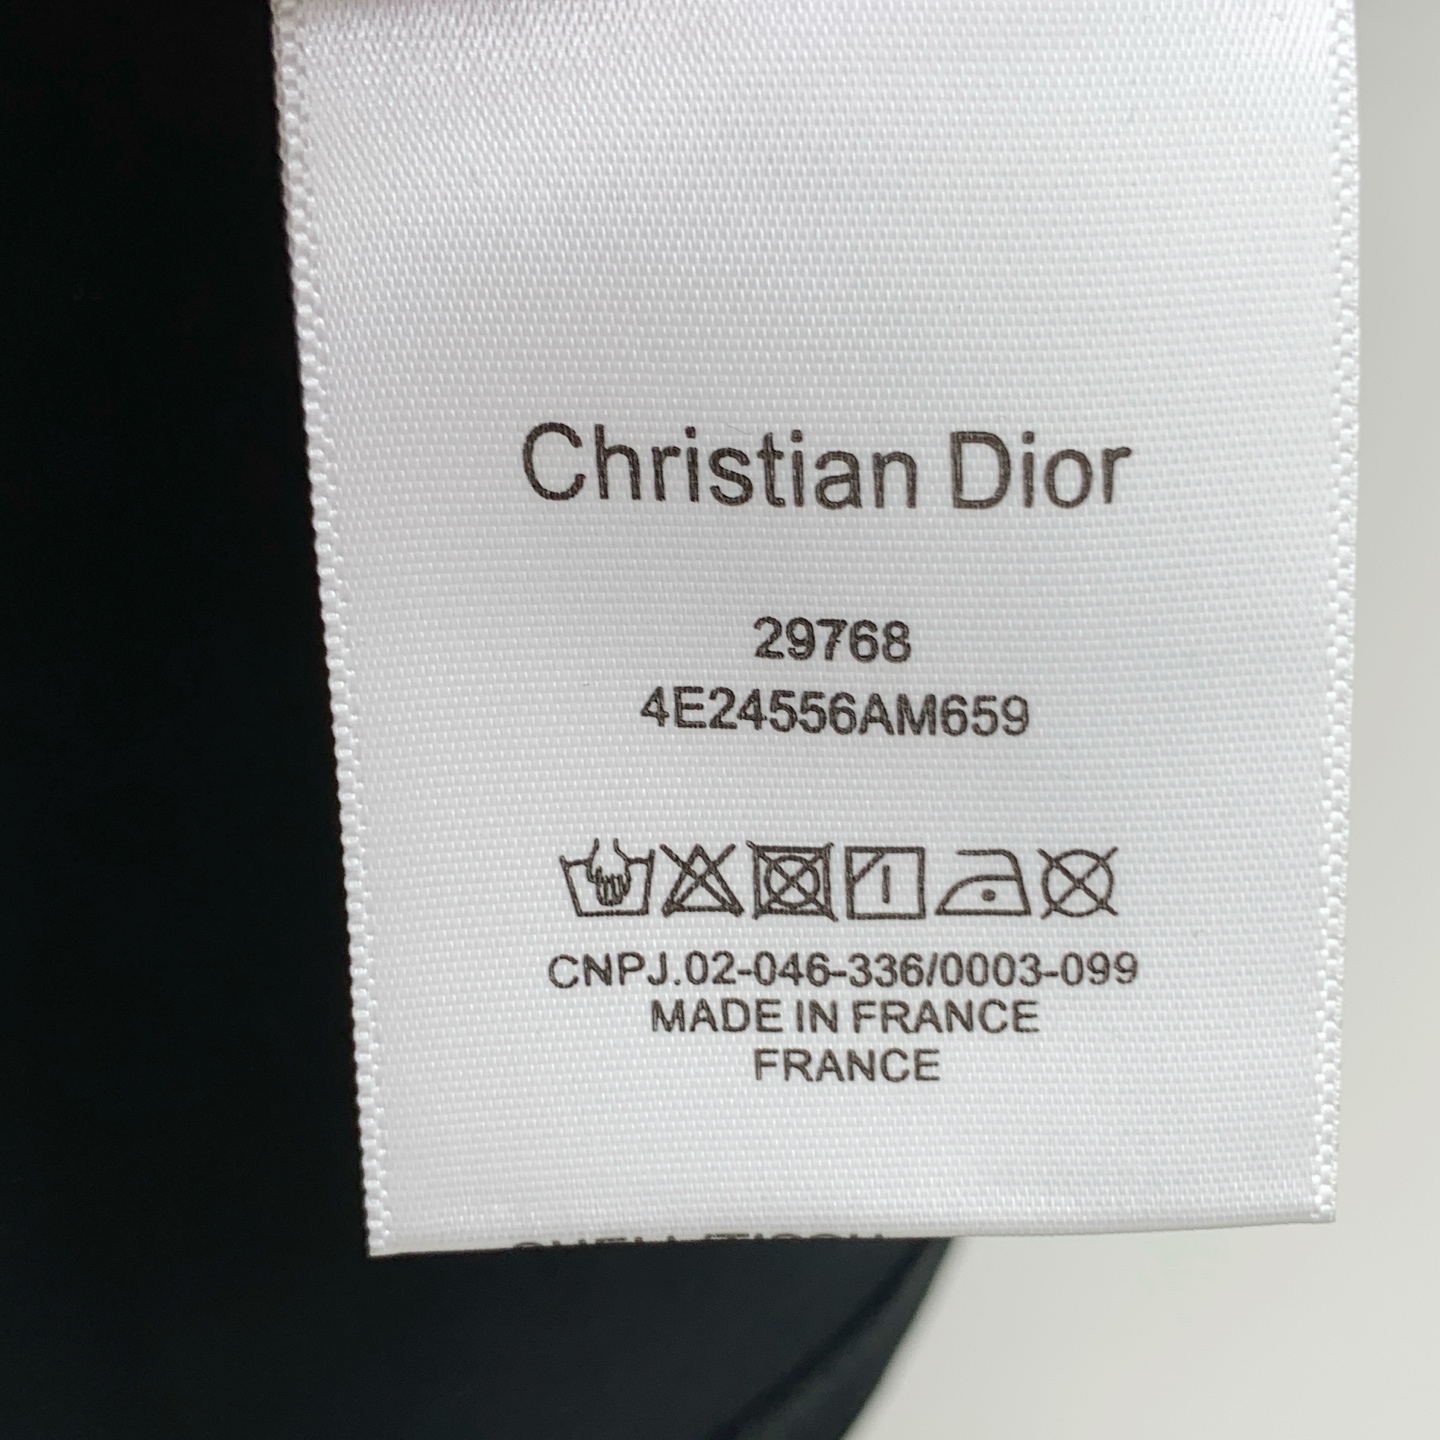 Christian Dior
29768
4E24556AM659
CNPJ.02-046-336/0003-099
MADE IN FRANCE
FRANCE